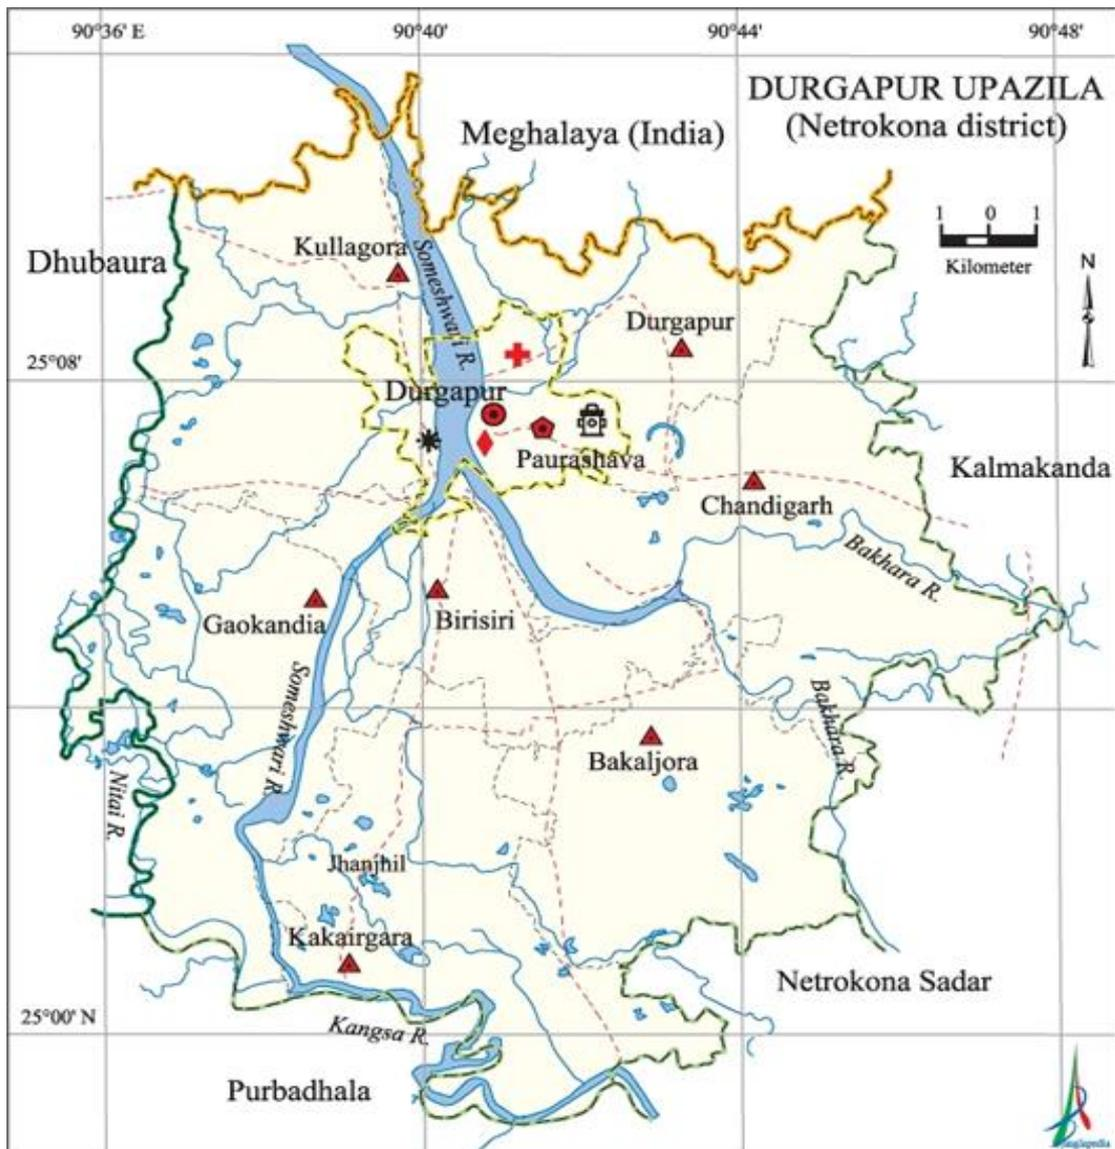 90°36' E
90°40'
90°44'
90°48'
DURGAPUR UPAZILA
(Netrokona district)
Meghalaya (India)
1 0 1
Kilometer
N
Dhubaura
Kullagora
Someshwari R.
Durgapur
25°08'
Durgapur
Paurashava
Kalmakanda
Chandigarh
Bakhara R.
Gaokandia
Birisiri
Someshwari R.
Bakhara R.
Bakaljora
Nitai R.
Jhanjhil
Kakairgara
Netrokona Sadar
25°00' N
Kangsa R.
Purbadhala